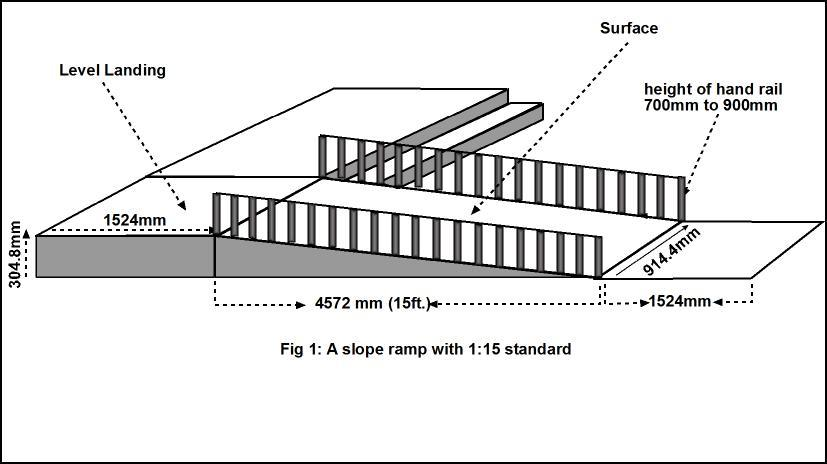 Surface
Level Landing
height of hand rail
700mm to 900mm
1524mm
304.8mm
914.4mm
4572 mm (15ft.)
1524mm
Fig 1: A slope ramp with 1:15 standard